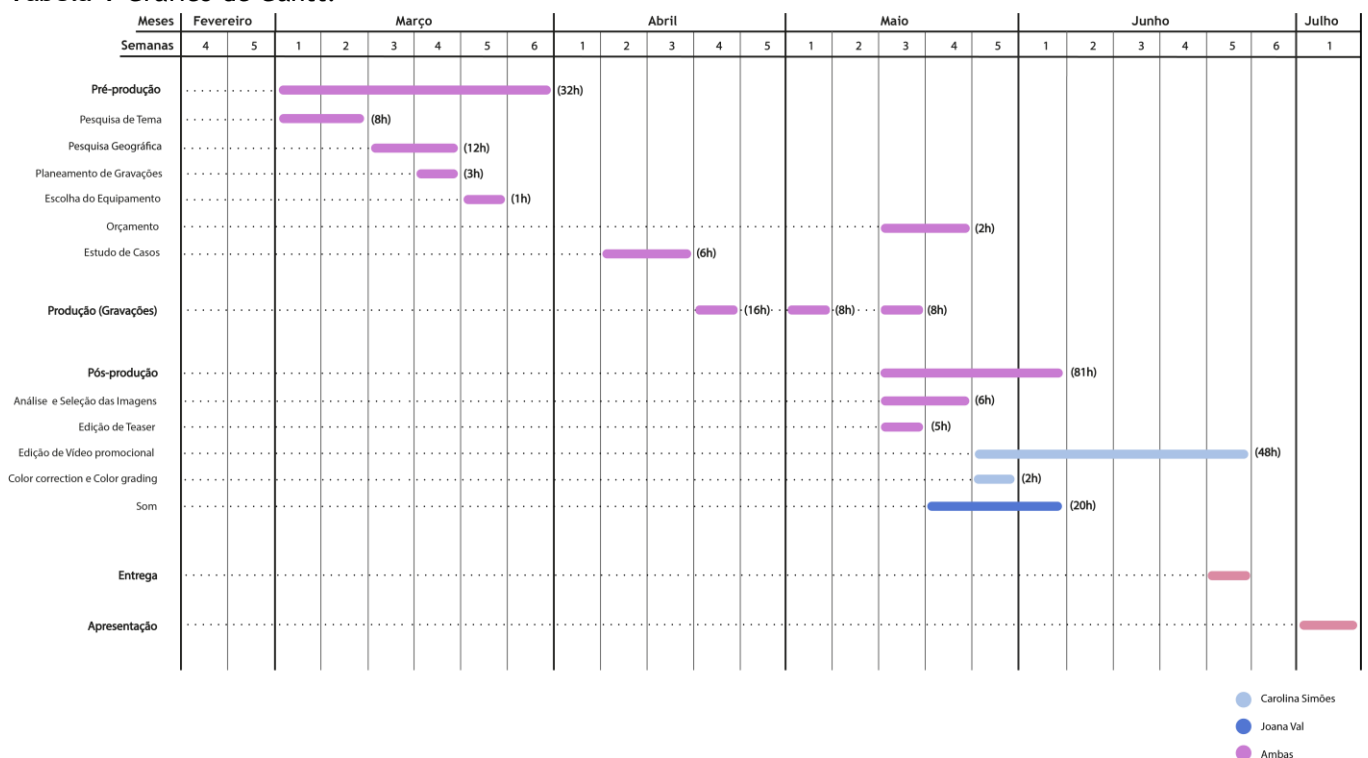 Meses Fevereiro Março Abril Maio Junho Julho
Semanas 4 5 1 2 3 4 5 6 1 2 3 4 5 1 2 3 4 5 1 2 3 4 5 6 1
Pré-produção (32h)
Pesquisa de Tema (8h)
Pesquisa Geográfica (12h)
Planeamento de Gravações (3h)
Escolha do Equipamento (1h)
Orçamento (2h)
Estudo de Casos (6h)
Produção (Gravações) (16h) (8h) (8h)
Pós-produção (81h)
Análise e Seleção das Imagens (6h)
Edição de Teaser (5h)
Edição de Vídeo promocional (48h)
Color correction e Color grading (2h)
Som (20h)
Entrega
Apresentação
Carolina Simões
Joana Val
Ambas